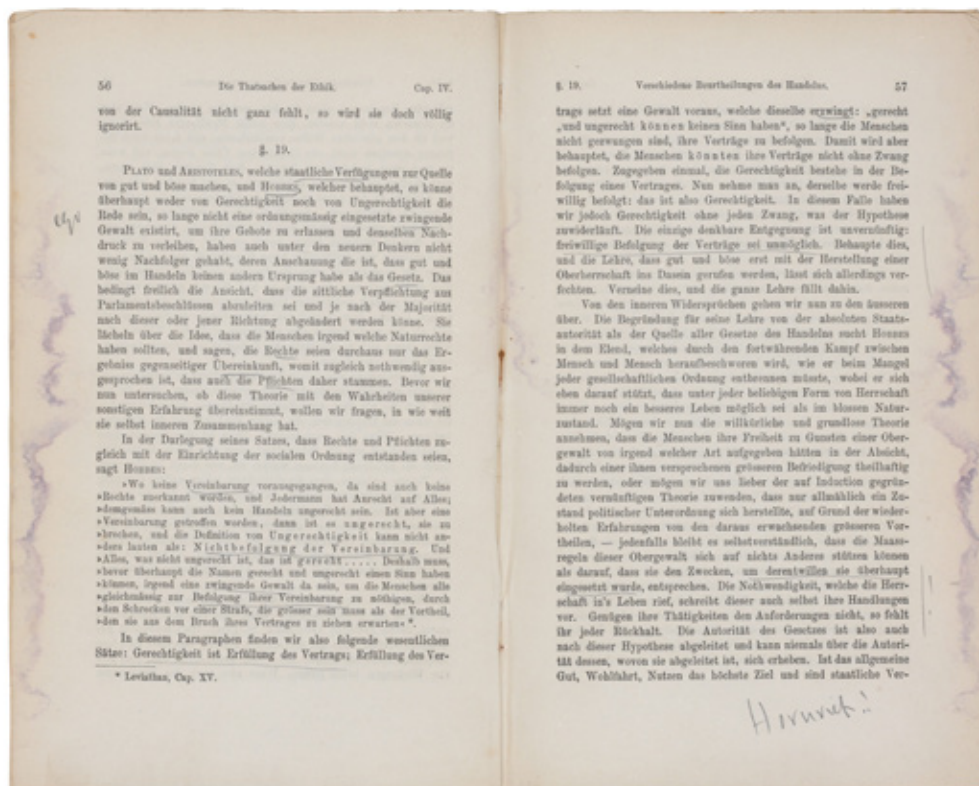 56 Die Thatsachen der Ethik. Cap. IV.
von der Causalität nicht ganz fehlt, so wird sie doch völlig
ignorirt.
§. 19.
PLATO und ARISTOTELES, welche staatliche Verfügungen zur Quelle
von gut und böse machen, und HOBBES, welcher behauptet, es könne
überhaupt weder von Gerechtigkeit noch von Ungerechtigkeit die
Rede sein, so lange nicht eine ordnungsmässig eingesetzte zwingende
Gewalt existirt, um ihre Gebote zu erlassen und denselben Nach-
druck zu verleihen, haben auch unter den neuern Denkern nicht
wenig Nachfolger gehabt, deren Anschauung die ist, dass gut und
böse im Handeln keinen andern Ursprung habe als das Gesetz. Das
bedingt freilich die Ansicht, dass die sittliche Verpflichtung aus
Parlamentsbeschlüssen abzuleiten sei und je nach der Majorität
nach dieser oder jener Richtung abgeändert werden könne. Sie
lächeln über die Idee, dass die Menschen irgend welche Naturrechte
haben sollten, und sagen, die Rechte seien durchaus nur das Er-
gebniss gegenseitiger Übereinkunft, womit zugleich nothwendig aus-
gesprochen ist, dass auch die Pflichten daher stammen. Bevor wir
nun untersuchen, ob diese Theorie mit den Wahrheiten unserer
sonstigen Erfahrung übereinstimmt, wollen wir fragen, in wie weit
sie selbst inneren Zusammenhang hat.
In der Darlegung seines Satzes, dass Rechte und Pflichten zu-
gleich mit der Einrichtung der socialen Ordnung entstanden seien,
sagt HOBBES:
»Wo keine Vereinbarung vorausgegangen, da sind auch keine
»Rechte zuerkannt worden, und Jedermann hat Anrecht auf Alles;
»demgemäss kann auch kein Handeln ungerecht sein. Ist aber eine
»Vereinbarung getroffen worden, dann ist es ungerecht, sie zu
»brechen, und die Definition von Ungerechtigkeit kann nicht an-
»ders lauten als: Nichtbefolgung der Vereinbarung. Und
»Alles, was nicht ungerecht ist, das ist gerecht ..... Deshalb muss,
»bevor überhaupt die Namen gerecht und ungerecht einen Sinn haben
»können, irgend eine zwingende Gewalt da sein, um die Menschen alle
»gleichmässig zur Befolgung ihrer Vereinbarung zu nöthigen, durch
»den Schrecken vor einer Strafe, die grösser sein muss als der Vortheil,
»den sie aus dem Bruch ihres Vertrages zu ziehen erwarten« *.
In diesem Paragraphen finden wir also folgende wesentlichen
Sätze: Gerechtigkeit ist Erfüllung des Vertrags; Erfüllung des Ver-
* Leviathan, Cap. XV.
§. 19. Verschiedene Beurtheilungen des Handelns. 57
trags setzt eine Gewalt voraus, welche dieselbe erzwingt: „gerecht
„und ungerecht können keinen Sinn haben“, so lange die Menschen
nicht gezwungen sind, ihre Verträge zu befolgen. Damit wird aber
behauptet, die Menschen könnten ihre Verträge nicht ohne Zwang
befolgen. Zugegeben einmal, die Gerechtigkeit bestehe in der Be-
folgung eines Vertrages. Nun nehme man an, derselbe werde frei-
willig befolgt: das ist also Gerechtigkeit. In diesem Falle haben
wir jedoch Gerechtigkeit ohne jeden Zwang, was der Hypothese
zuwiderläuft. Die einzige denkbare Entgegnung ist unvernünftig:
freiwillige Befolgung der Verträge sei unmöglich. Behaupte dies,
und die Lehre, dass gut und böse erst mit der Herstellung einer
Oberherrschaft ins Dasein gerufen werden, lässt sich allerdings ver-
fechten. Verneine dies, und die ganze Lehre fällt dahin.
Von den inneren Widersprüchen gehen wir nun zu den äusseren
über. Die Begründung für seine Lehre von der absoluten Staats-
autorität als der Quelle aller Gesetze des Handelns sucht HOBBES
in dem Elend, welches durch den fortwährenden Kampf zwischen
Mensch und Mensch heraufbeschworen wird, wie er beim Mangel
jeder gesellschaftlichen Ordnung entbrennen müsste, wobei er sich
eben darauf stützt, dass unter jeder beliebigen Form von Herrschaft
immer noch ein besseres Leben möglich sei als im blossen Natur-
zustand. Mögen wir nun die willkürliche und grundlose Theorie
annehmen, dass die Menschen ihre Freiheit zu Gunsten einer Ober-
gewalt von irgend welcher Art aufgegeben hätten in der Absicht,
dadurch einer ihnen versprochenen grösseren Befriedigung theilhaftig
zu werden, oder mögen wir uns lieber der auf Induction gegrün-
deten vernünftigen Theorie zuwenden, dass nur allmählich ein Zu-
stand politischer Unterordnung sich herstellte, auf Grund der wieder-
holten Erfahrungen von den daraus erwachsenden grösseren Vor-
theilen, — jedenfalls bleibt es selbstverständlich, dass die Maass-
regeln dieser Obergewalt sich auf nichts Anderes stützen können
als darauf, dass sie den Zwecken, um derentwillen sie überhaupt
eingesetzt wurde, entsprechen. Die Nothwendigkeit, welche die Herr-
schaft in's Leben rief, schreibt dieser auch selbst ihre Handlungen
vor. Genügen ihre Thätigkeiten den Anforderungen nicht, so fehlt
ihr jeder Rückhalt. Die Autorität des Gesetzes ist also auch
nach dieser Hypothese abgeleitet und kann niemals über die Autori-
tät dessen, wovon sie abgeleitet ist, sich erheben. Ist das allgemeine
Gut, Wohlfahrt, Nutzen das höchste Ziel und sind staatliche Ver-